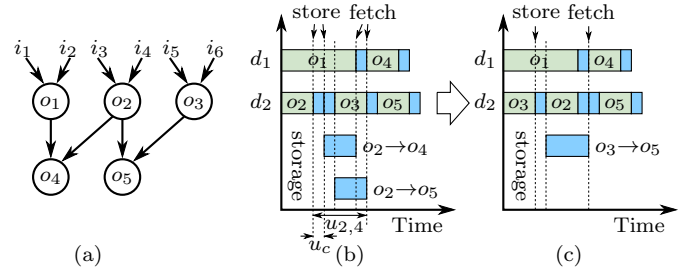 i1 i2 i3 i4 i5 i6
o1 o2 o3
o4 o5
(a)
store fetch
d1 o1 o4
d2 o2 o3 o5
storage
o2→o4
o2→o5
u2,4
Time
uc
(b)
store fetch
d1 o1 o4
d2 o3 o2 o5
storage
o3→o5
Time
(c)